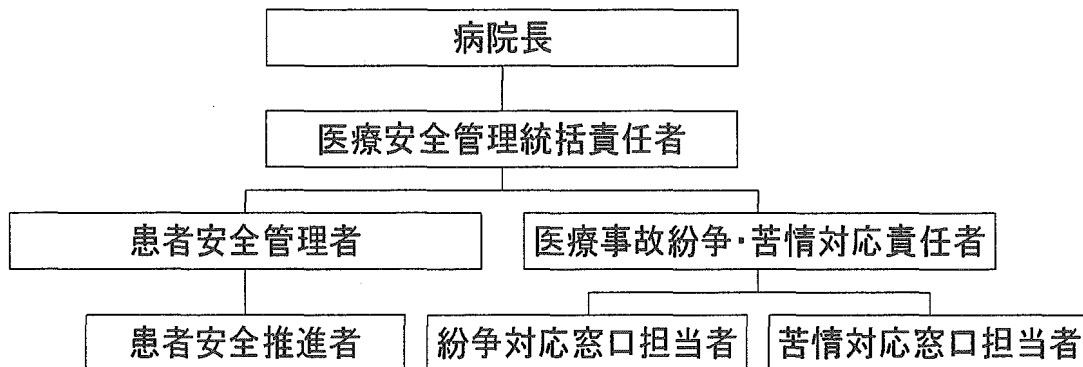 病院長
医療安全管理統括責任者
患者安全管理者
医療事故紛争・苦情対応責任者
患者安全推進者
紛争対応窓口担当者
苦情対応窓口担当者